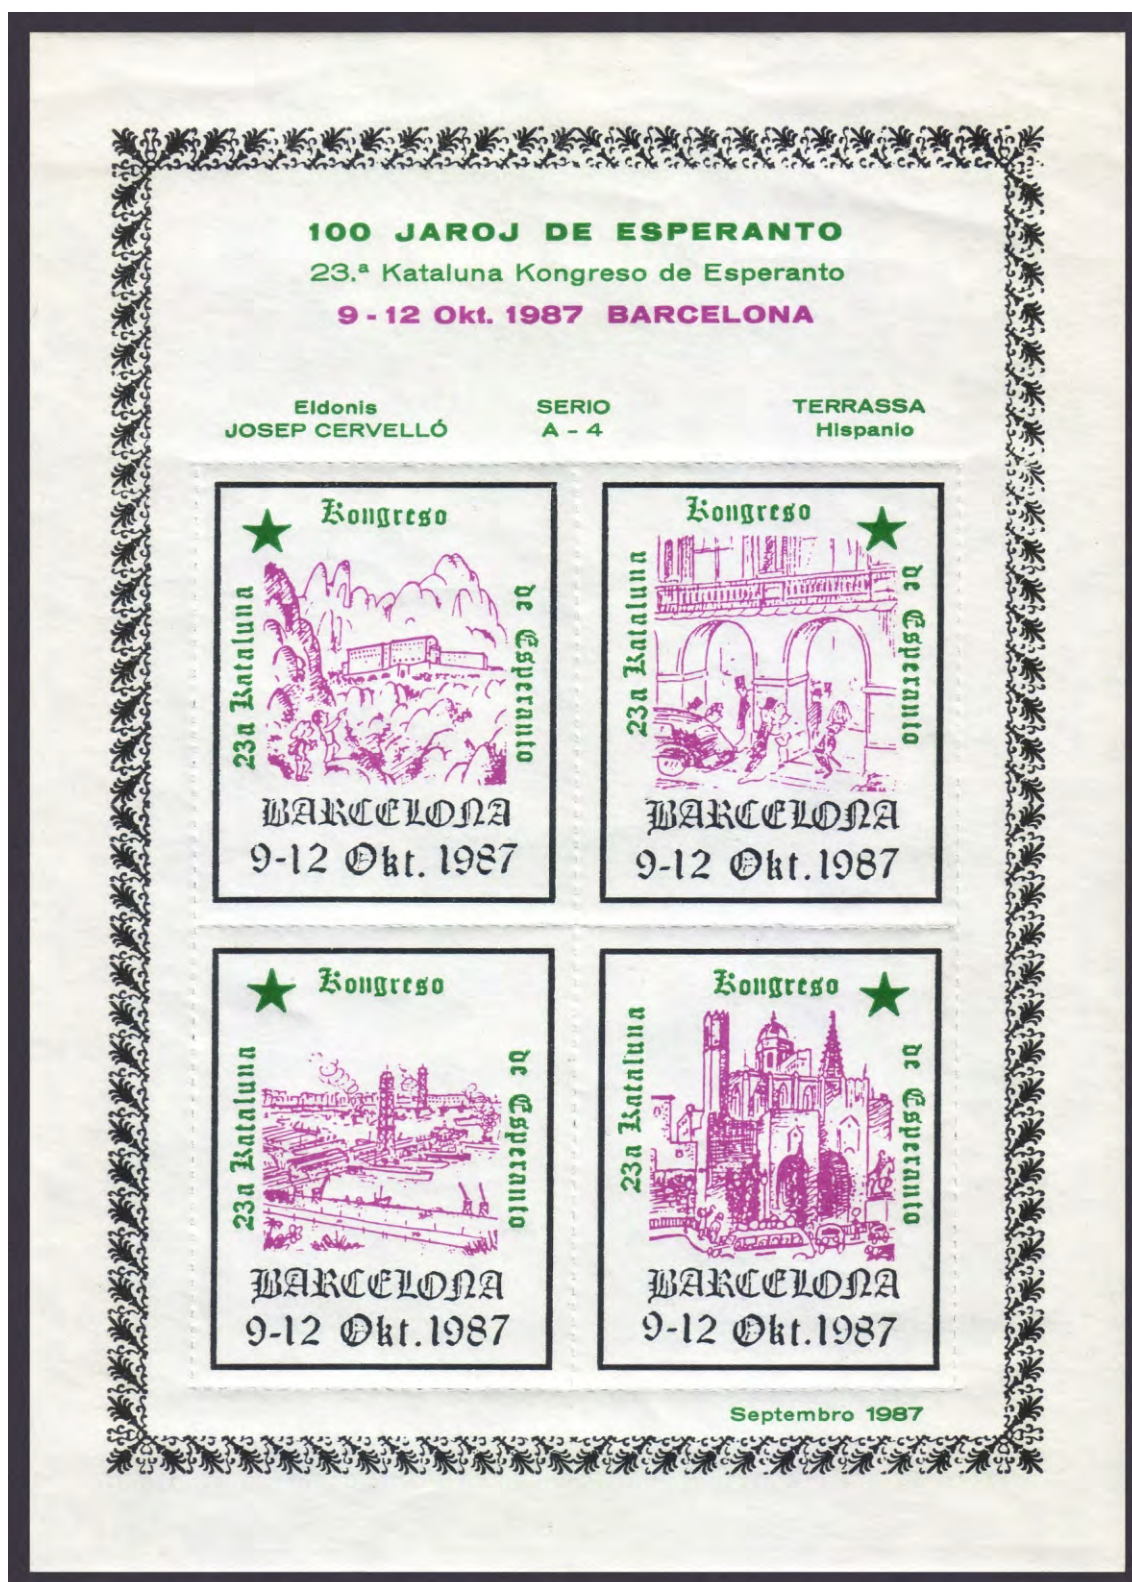 100 JAROJ DE ESPERANTO
23.ª Kataluna Kongreso de Esperanto
9 - 12 Okt. 1987 BARCELONA
Eldonis
JOSEP CERVELLÓ
SERIO
A - 4
TERRASSA
Hispanio
23a Kataluna
Kongreso
de Esperanto
BARCELONA
9-12 Okt. 1987
23a Kataluna
Kongreso
de Esperanto
BARCELONA
9-12 Okt. 1987
23a Kataluna
Kongreso
de Esperanto
BARCELONA
9-12 Okt. 1987
23a Kataluna
Kongreso
de Esperanto
BARCELONA
9-12 Okt. 1987
Septembro 1987